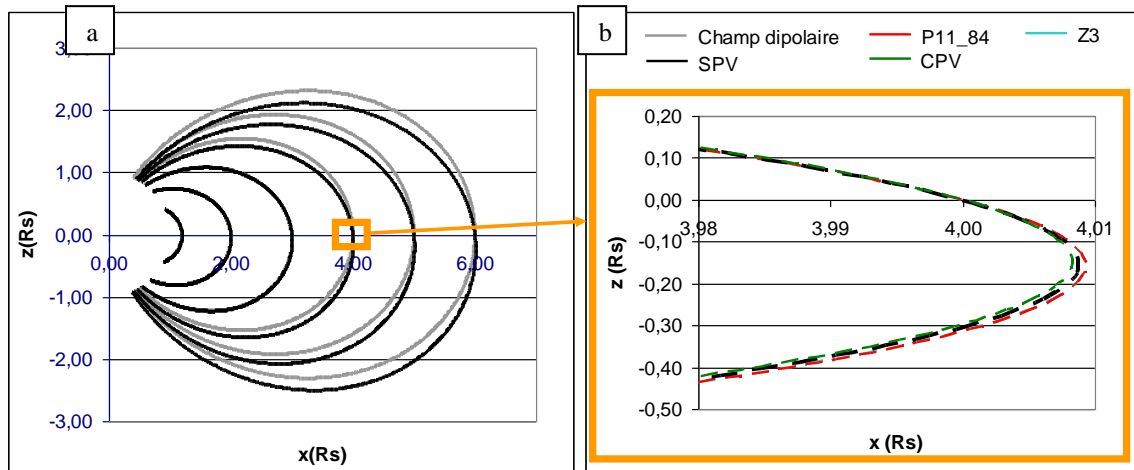 a
2,00
1,00
0,00
-1,00
-2,00
-3,00
0,00 2,00 4,00 6,00
z(Rs)
x(Rs)
b
Champ dipolaire P11_84 Z3
SPV CPV
0,20
0,10
0,00
-0,10
-0,20
-0,30
-0,40
-0,50
3,98 3,99 4,00 4,01
z (Rs)
x (Rs)